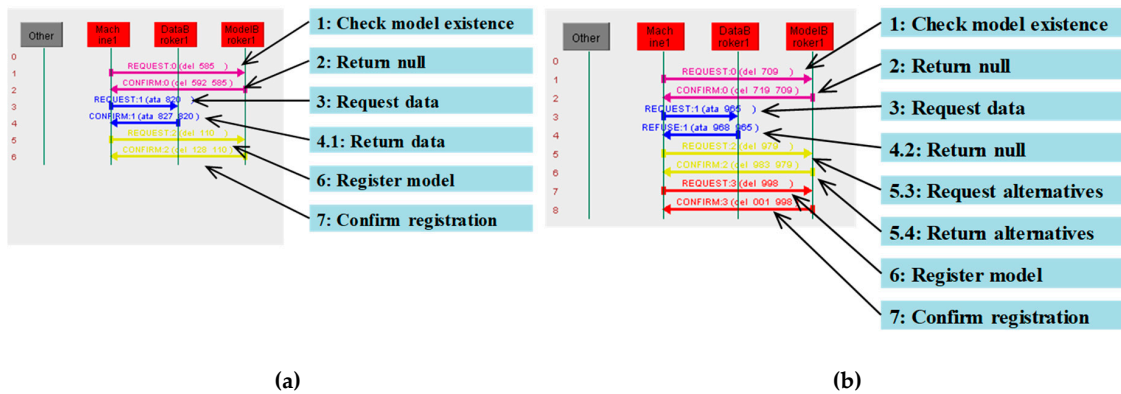 Other
Mach
ine1
DataB
roker1
ModelB
roker1
0
1
2
3
4
5
6
REQUEST:0 (del 585 )
CONFIRM:0 (del 592 585 )
REQUEST:1 (ata 820 )
CONFIRM:1 (ata 827 820 )
REQUEST:2 (del 110 )
CONFIRM:2 (del 120 110 )
1: Check model existence
2: Return null
3: Request data
4.1: Return data
6: Register model
7: Confirm registration
(a)
Other
Mach
ine1
DataB
roker1
ModelB
roker1
0
1
2
3
4
5
6
7
8
REQUEST:0 (del 709 )
CONFIRM:0 (del 719 709 )
REQUEST:1 (ata 965 )
REFUSE:1 (ata 968 965 )
REQUEST:2 (del 979 )
CONFIRM:2 (del 983 979 )
REQUEST:3 (del 998 )
CONFIRM:3 (del 001 998 )
1: Check model existence
2: Return null
3: Request data
4.2: Return null
5.3: Request alternatives
5.4: Return alternatives
6: Register model
7: Confirm registration
(b)